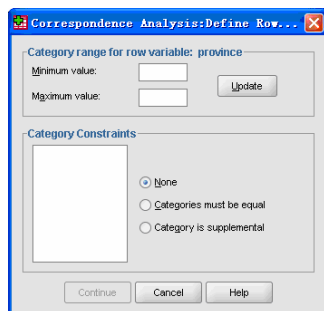 Correspondence Analysis:Define Row...
Category range for row variable: province
Minimum value:
Maximum value:
Update
Category Constraints
None
Categories must be equal
Category is supplemental
Continue
Cancel
Help